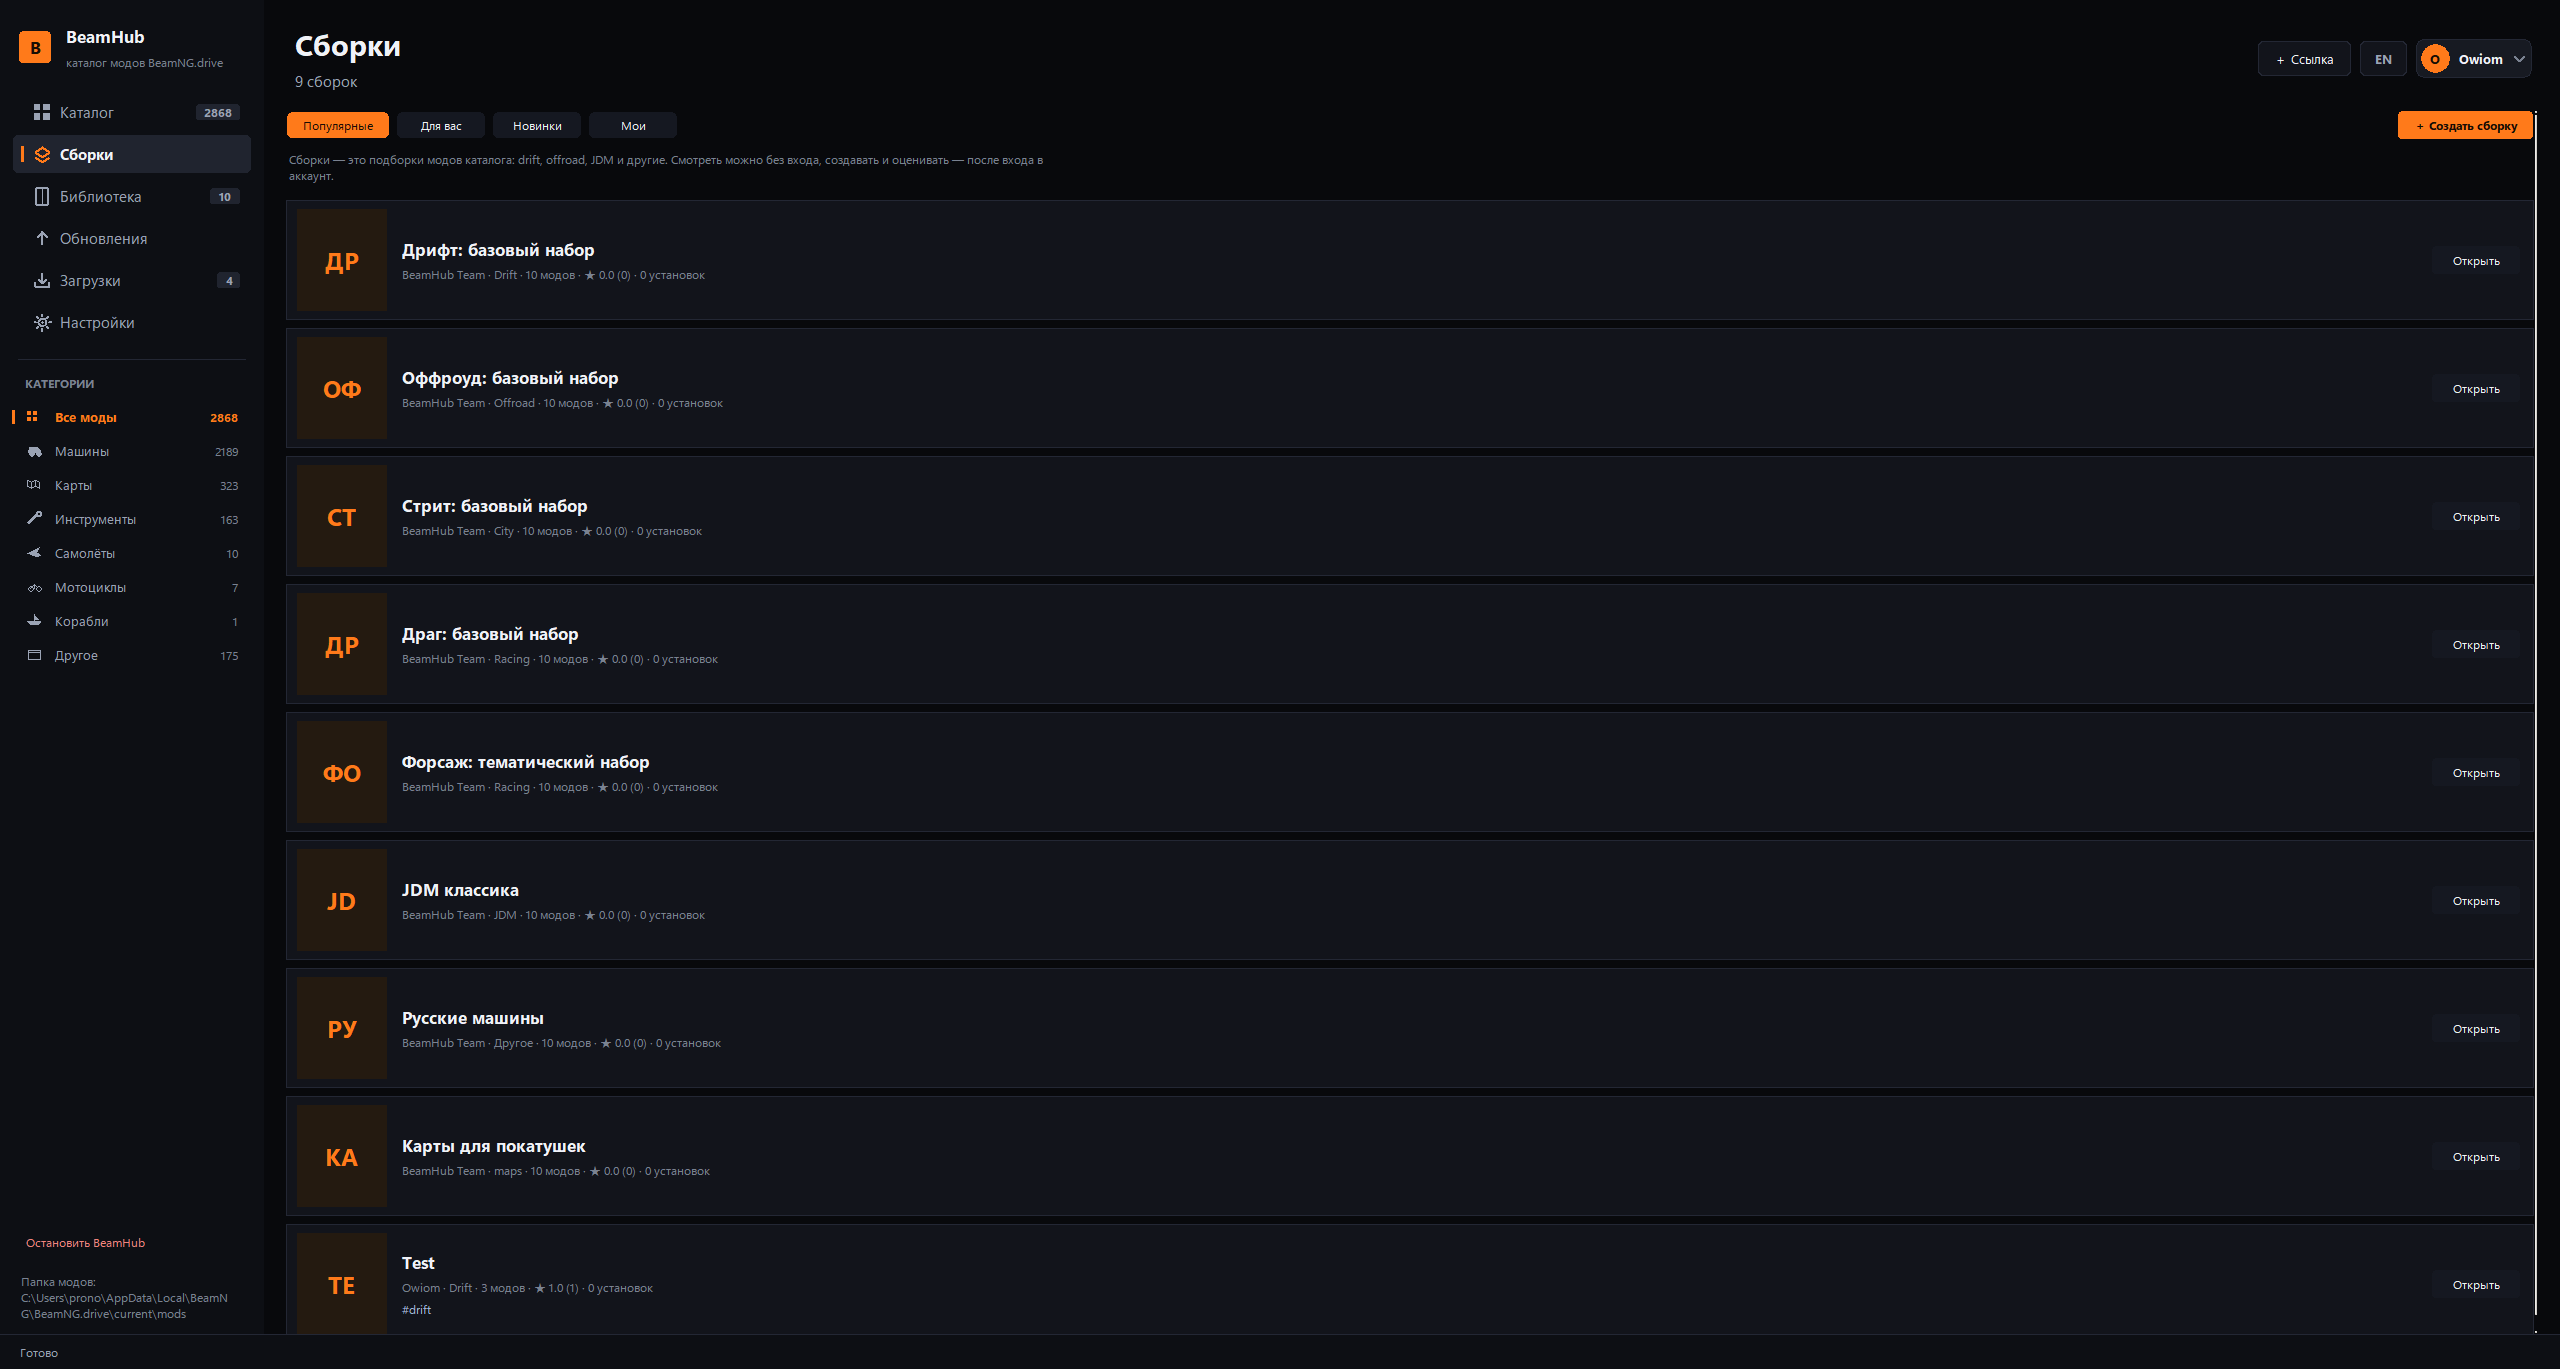 B
BeamHub
каталог модов BeamNG.drive
Каталог 2868
Сборки
Библиотека 10
Обновления
Загрузки 4
Настройки
КАТЕГОРИИ
Все моды 2868
Машины 2189
Карты 323
Инструменты 163
Самолёты 10
Мотоциклы 7
Корабли 1
Другое 175
Остановить BeamHub
Папка модов:
C:\Users\prono\AppData\Local\BeamN
G\BeamNG.drive\current\mods
Готово
Сборки
9 сборок
+ Ссылка
EN
O Owiom
Популярные Для вас Новинки Мои
+ Создать сборку
Сборки — это подборки модов каталога: drift, offroad, JDM и другие. Смотреть можно без входа, создавать и оценивать — после входа в
аккаунт.
ДР
Дрифт: базовый набор
BeamHub Team · Drift · 10 модов · ★ 0.0 (0) · 0 установок
Открыть
ОФ
Оффроуд: базовый набор
BeamHub Team · Offroad · 10 модов · ★ 0.0 (0) · 0 установок
Открыть
СТ
Стрит: базовый набор
BeamHub Team · City · 10 модов · ★ 0.0 (0) · 0 установок
Открыть
ДР
Драг: базовый набор
BeamHub Team · Racing · 10 модов · ★ 0.0 (0) · 0 установок
Открыть
ФО
Форсаж: тематический набор
BeamHub Team · Racing · 10 модов · ★ 0.0 (0) · 0 установок
Открыть
JD
JDM классика
BeamHub Team · JDM · 10 модов · ★ 0.0 (0) · 0 установок
Открыть
РУ
Русские машины
BeamHub Team · Другое · 10 модов · ★ 0.0 (0) · 0 установок
Открыть
КА
Карты для покатушек
BeamHub Team · maps · 10 модов · ★ 0.0 (0) · 0 установок
Открыть
TE
Test
Owiom · Drift · 3 модов · ★ 1.0 (1) · 0 установок
#drift
Открыть